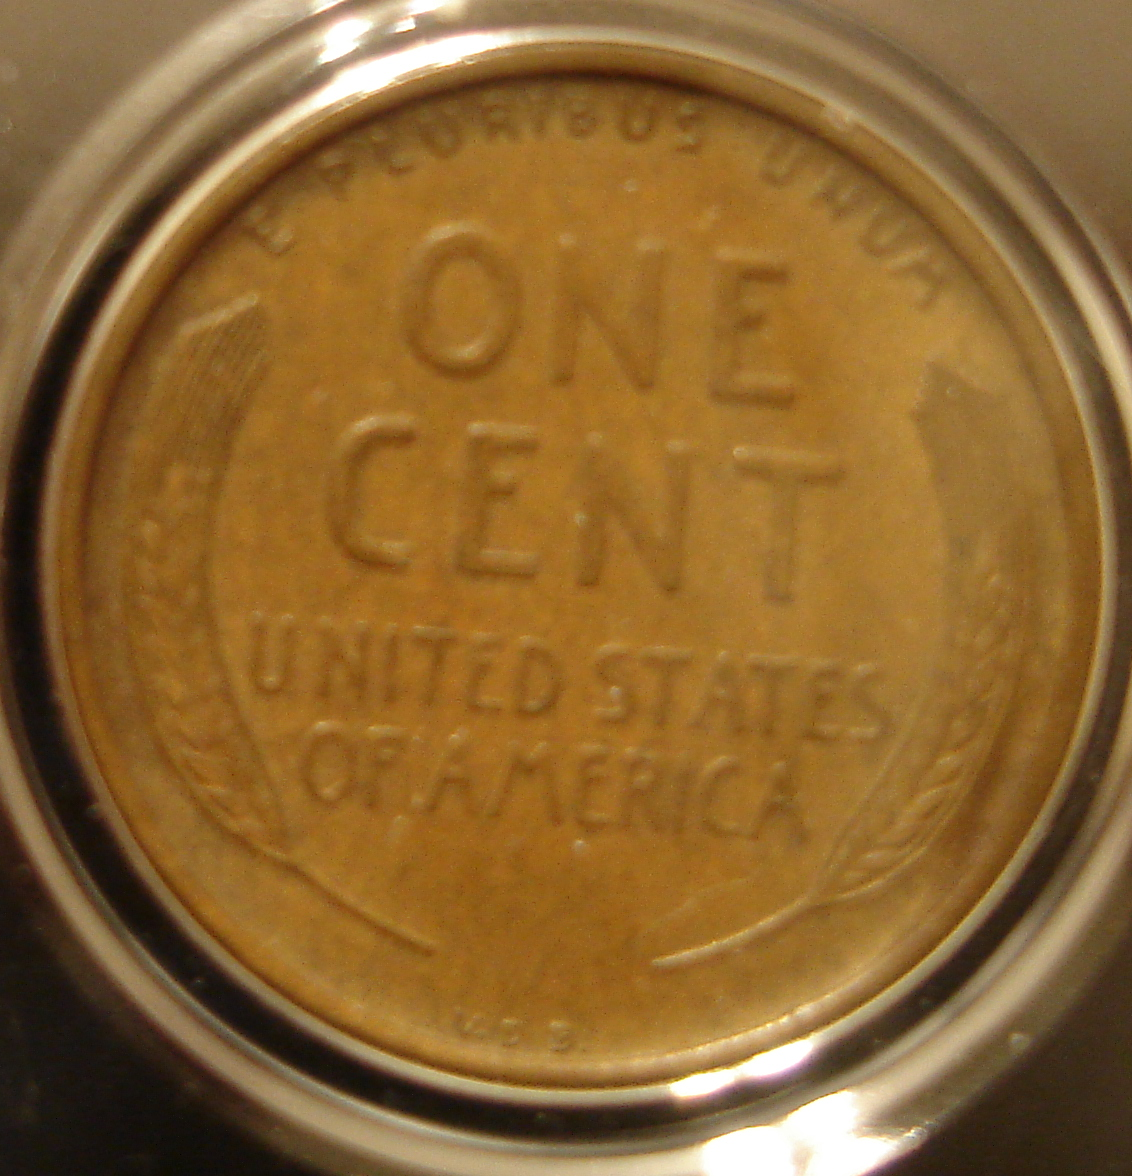 E PLURIBUS UNUM
ONE
CENT
UNITED STATES
OF AMERICA
V.D.B.